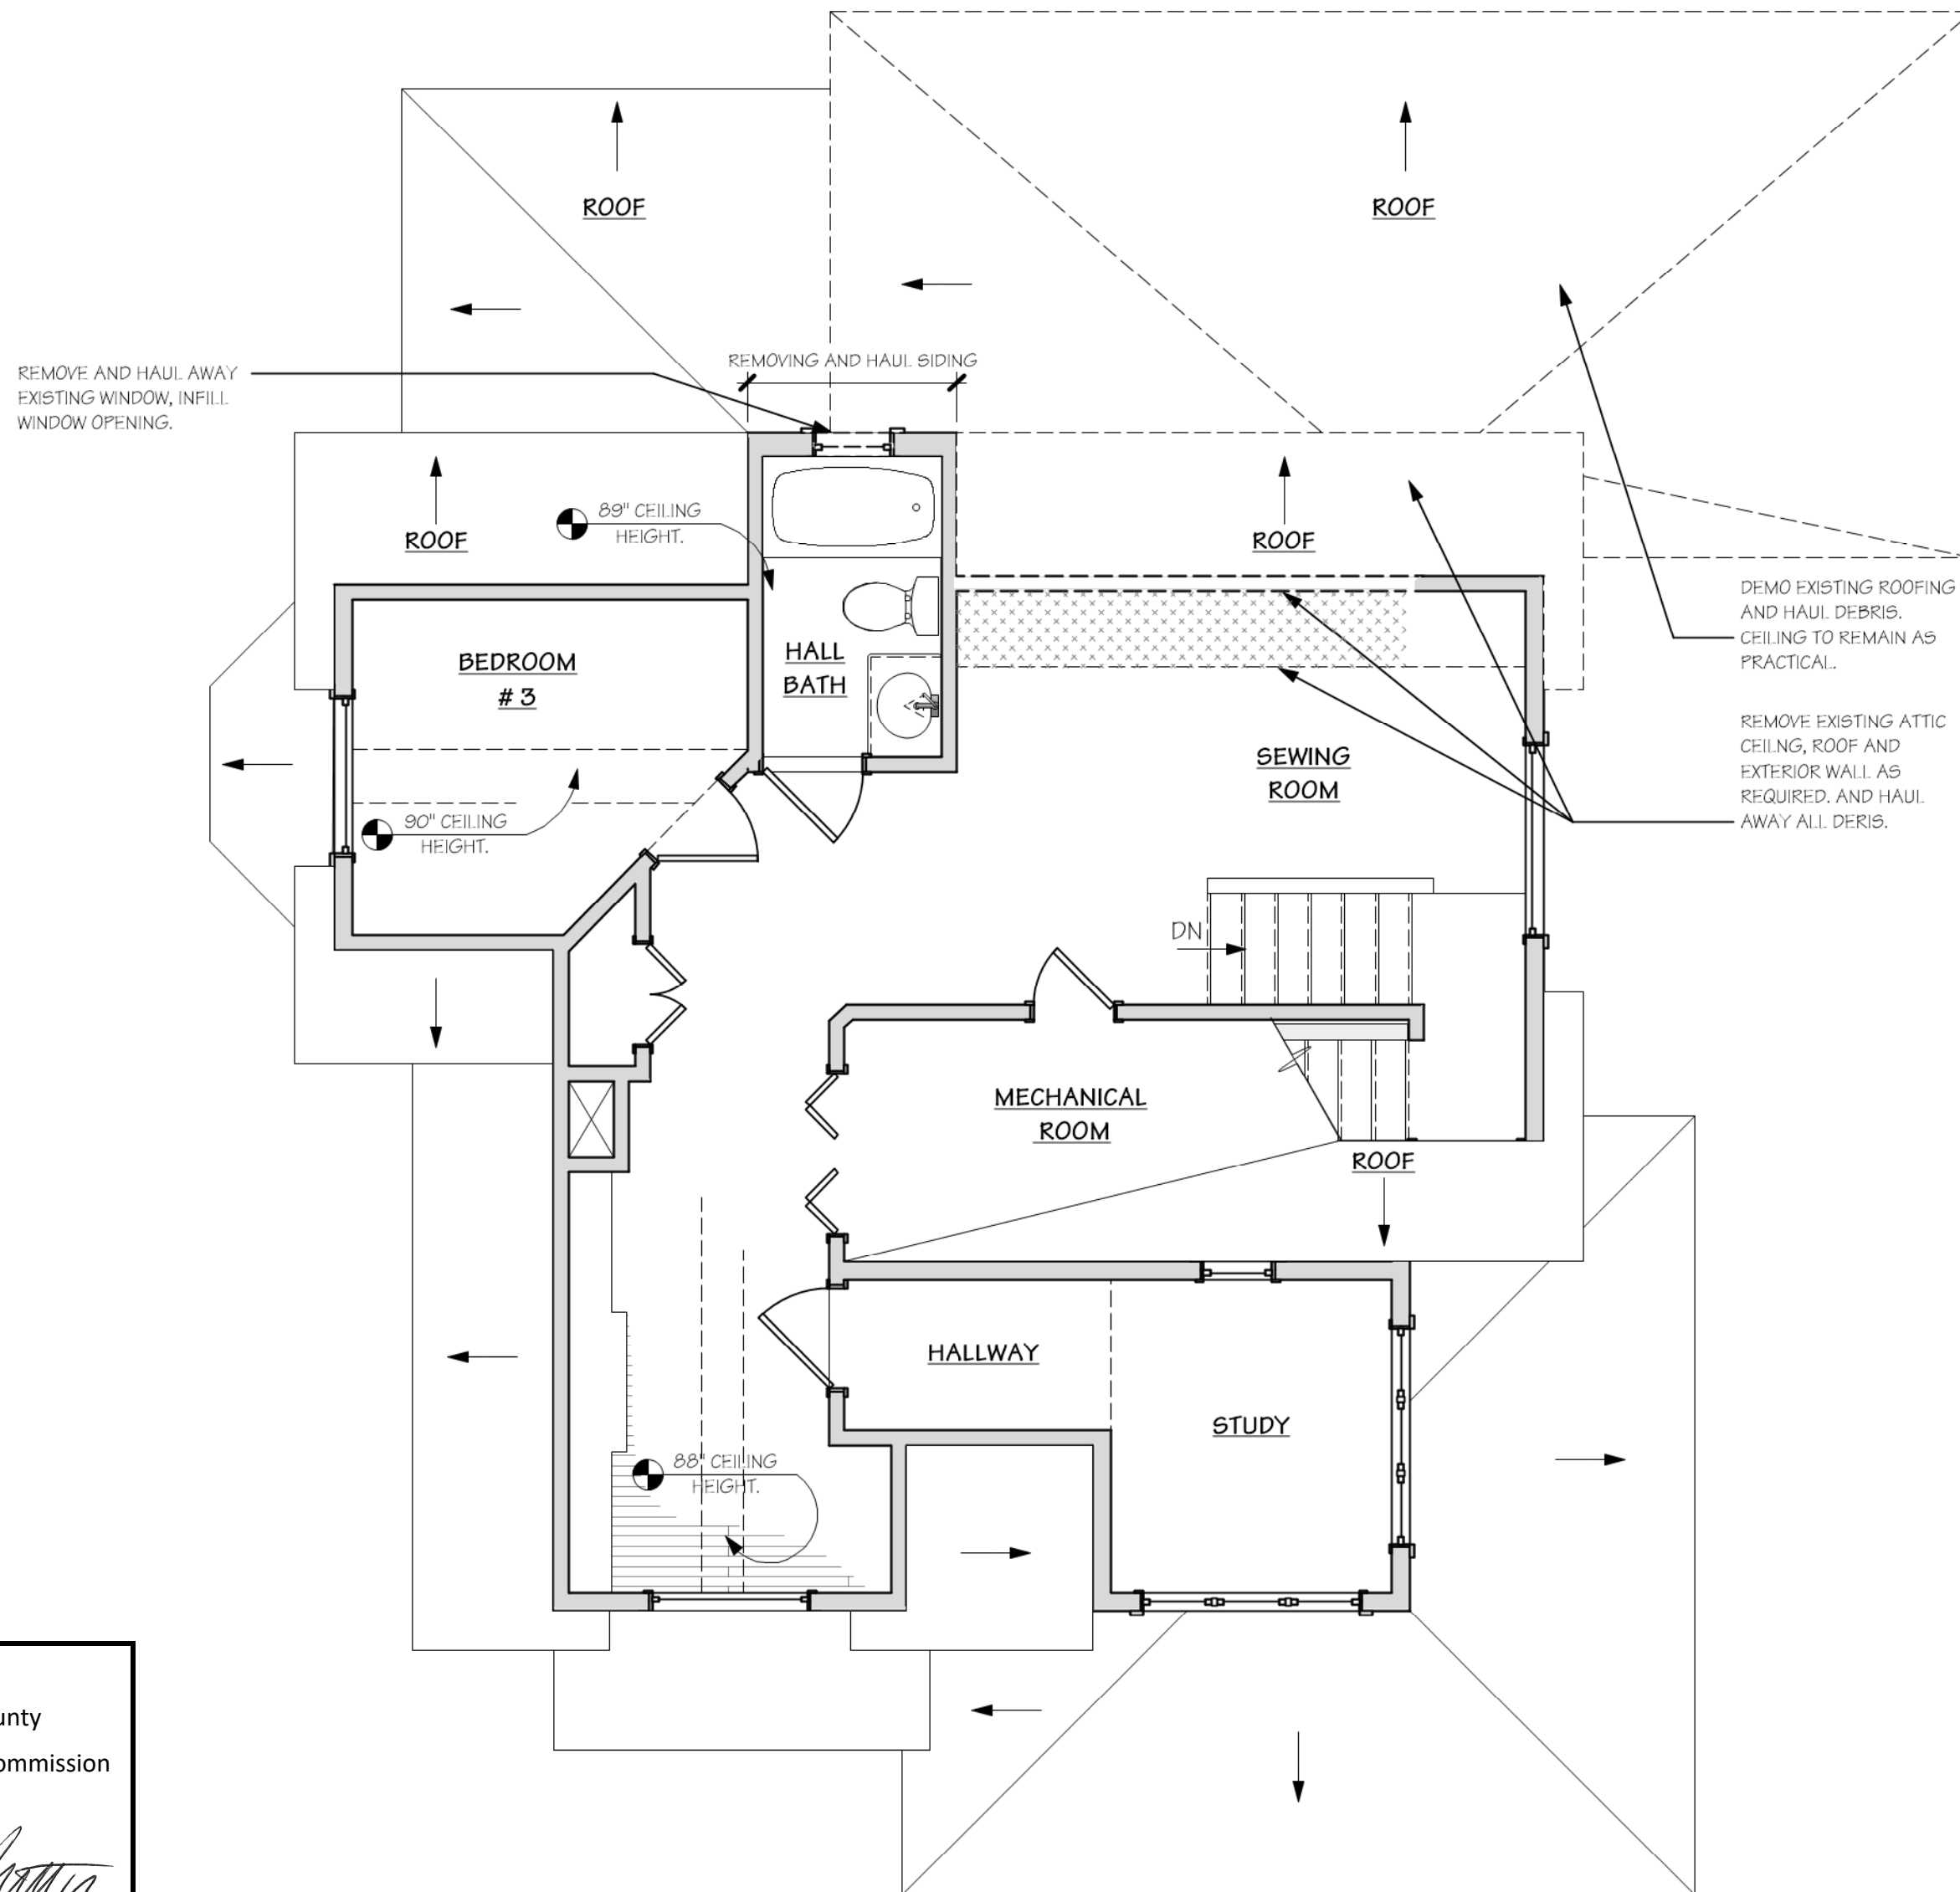 ROOF
ROOF
REMOVING AND HAUL SIDING
REMOVE AND HAUL AWAY
EXISTING WINDOW, INFILL
WINDOW OPENING.
89" CEILING
HEIGHT.
ROOF
ROOF
DEMO EXISTING ROOFING
AND HAUL DEBRIS.
CEILING TO REMAIN AS
PRACTICAL.
BEDROOM
# 3
HALL
BATH
REMOVE EXISTING ATTIC
CEILNG, ROOF AND
EXTERIOR WALL AS
REQUIRED. AND HAUL
AWAY ALL DERIS.
SEWING
ROOM
90" CEILING
HEIGHT.
DN
MECHANICAL
ROOM
ROOF
HALLWAY
STUDY
88" CEILING
HEIGHT.
unty
ommission